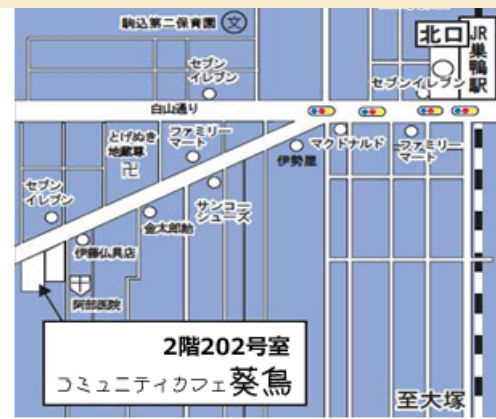 駒込第二保育園 文
北口
JR
巣鴨駅
セブン
イレブン
セブンイレブン
白山通り
とげぬき
地蔵尊
卍
ファミリー
マート
伊勢屋
マクドナルド
ファミリー
マート
セブン
イレブン
サンコー
シューズ
金太郎飴
伊藤仏具店
阿部医院
2階202号室
コミュニティカフェ葵鳥
至大塚